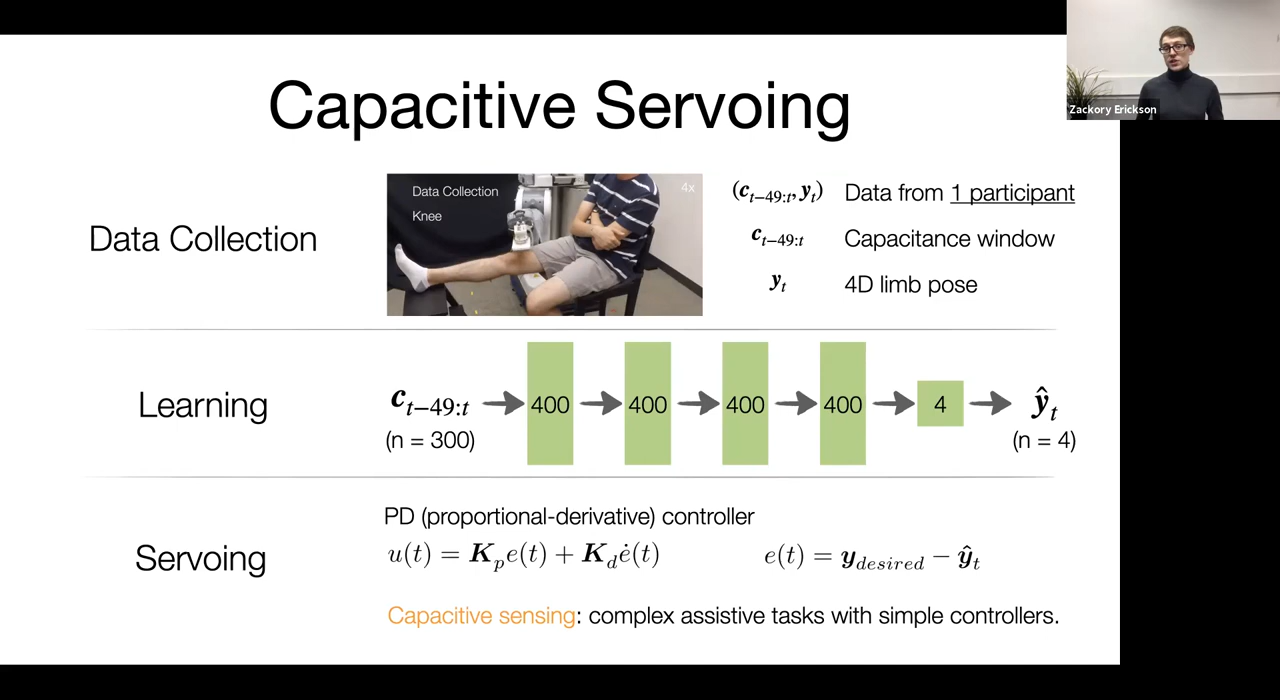 Capacitive Servoing
Zackory Erickson
Data Collection
Data Collection
Knee
4x
(c_{t−49:t}, y_t) Data from 1 participant
c_{t−49:t} Capacitance window
y_t 4D limb pose
Learning
c_{t−49:t}
(n = 300)
400
400
400
400
4
ŷ_t
(n = 4)
Servoing
PD (proportional-derivative) controller
u(t) = K_p e(t) + K_d ė(t)
e(t) = y_{desired} − ŷ_t
Capacitive sensing: complex assistive tasks with simple controllers.